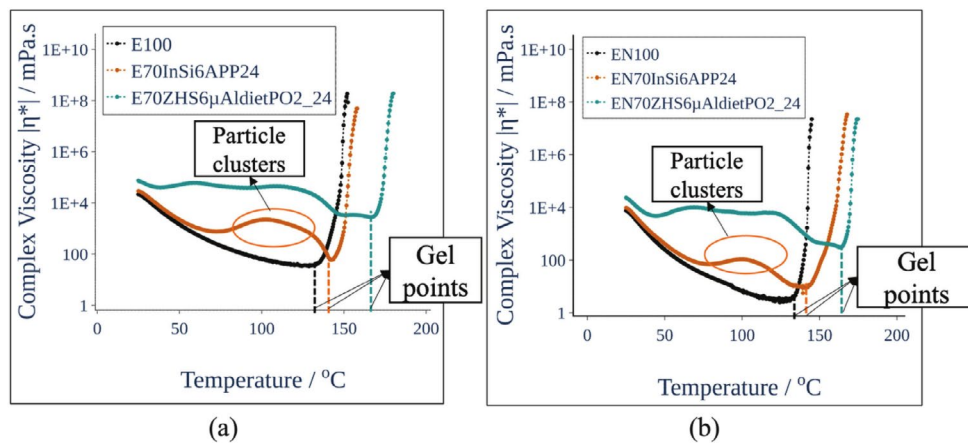 Complex Viscosity |η*| / mPa.s
1E+10
1E+8
1E+6
1E+4
100
1
E100
E70InSi6APP24
E70ZHS6µAldietPO2_24
Particle
clusters
Gel
points
0
50
100
150
200
Temperature / °C
(a)
Complex Viscosity |η*| / mPa.s
1E+10
1E+8
1E+6
1E+4
100
1
EN100
EN70InSi6APP24
EN70ZHS6µAldietPO2_24
Particle
clusters
Gel
points
0
50
100
150
200
Temperature / °C
(b)